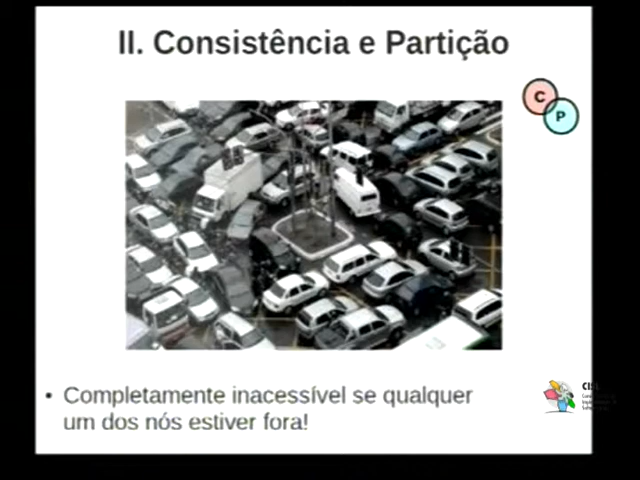 II. Consistência e Partição
C
P
• Completamente inacessível se qualquer
um dos nós estiver fora!